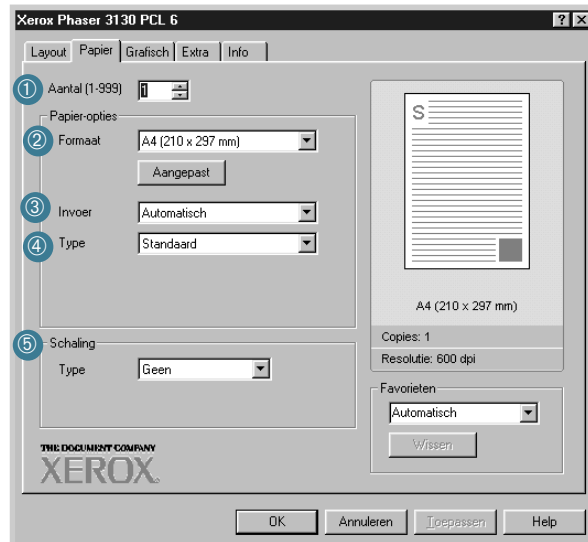 Xerox Phaser 3130 PCL 6
Layout Papier Grafisch Extra Info
① Aantal (1-999) 1
Papier-opties
② Formaat A4 (210 x 297 mm)
Aangepast
③ Invoer Automatisch
④ Type Standaard
⑤ Schaling
Type Geen
S
A4 (210 x 297 mm)
Copies: 1
Resolutie: 600 dpi
Favorieten
Automatisch
Wissen
THE DOCUMENT COMPANY
XEROX
OK Annuleren Toepassen Help